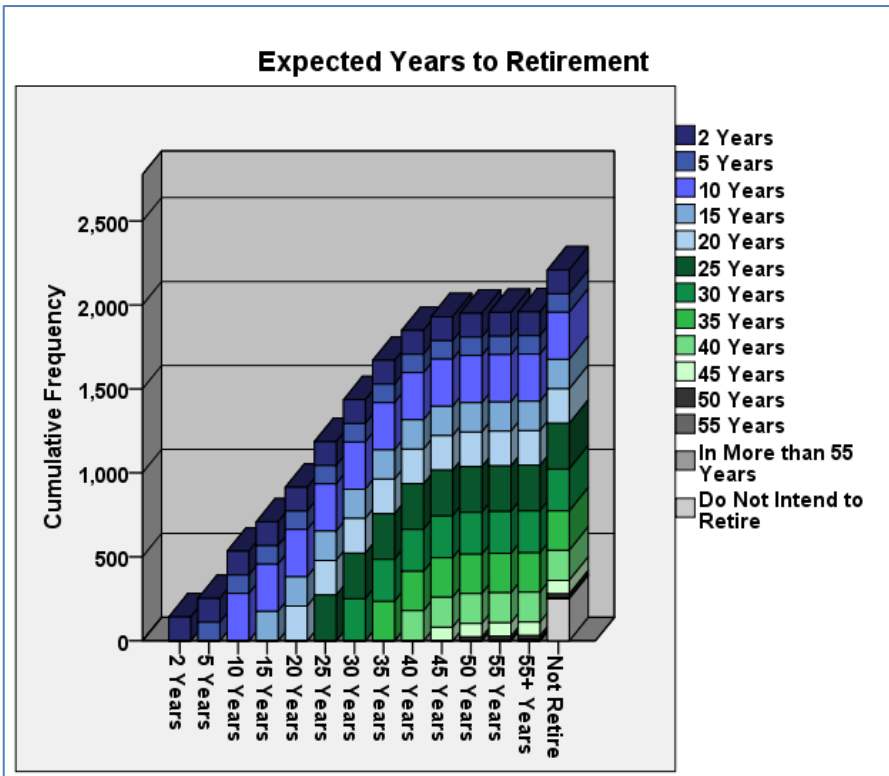 Expected Years to Retirement
Cumulative Frequency
2,500
2,000
1,500
1,000
500
0
2 Years
5 Years
10 Years
15 Years
20 Years
25 Years
30 Years
35 Years
40 Years
45 Years
50 Years
55 Years
55+ Years
Not Retire
2 Years
5 Years
10 Years
15 Years
20 Years
25 Years
30 Years
35 Years
40 Years
45 Years
50 Years
55 Years
In More than 55
Years
Do Not Intend to
Retire